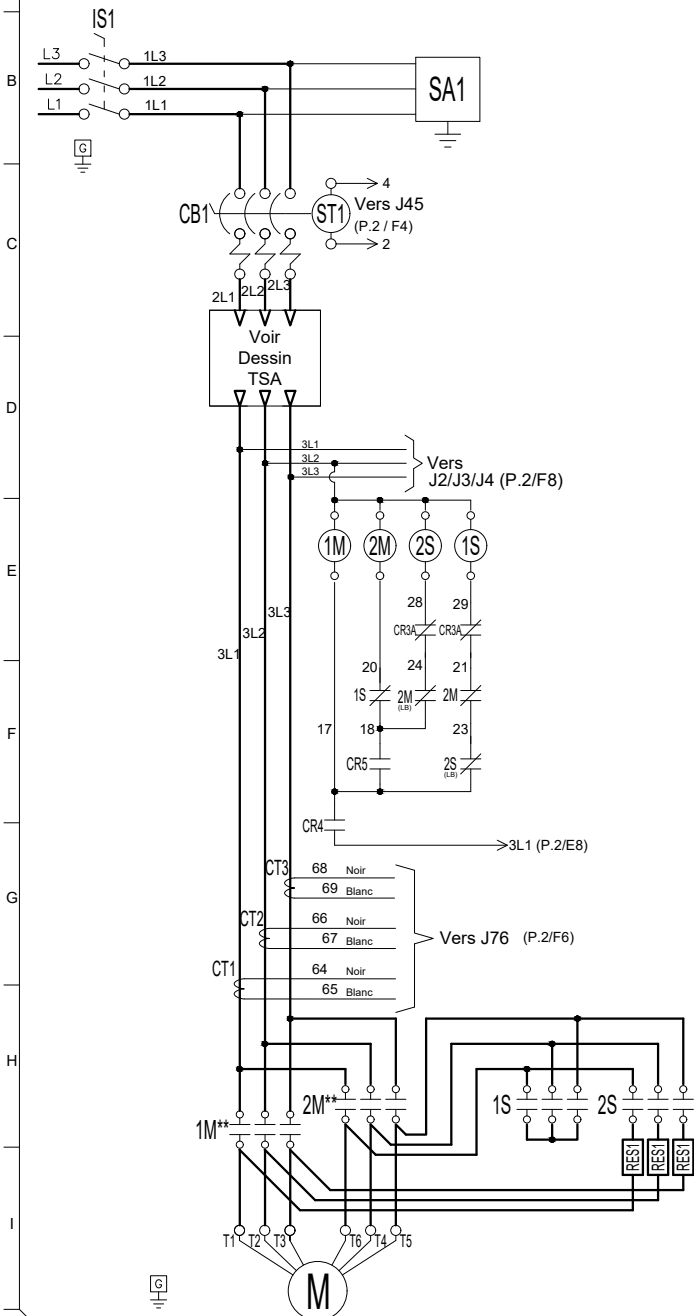 IS1
L3 1L3
B L2 1L2 SA1
L1 1L1
G
4
CB1 ST1 Vers J45
(P.2 / F4)
C 2
2L1 2L2 2L3
Voir
Dessin
TSA
D
3L1
3L2 Vers
3L3 J2/J3/J4 (P.2/F8)
1M 2M 2S 1S
E
28 29
3L3 CR3A CR3A
3L2
3L1
20 24 21
1S 2M 2M
(LB)
F 17 18 23
CR5 2S
(LB)
CR4
3L1 (P.2/E8)
CT3 68 Noir
G 69 Blanc
CT2 66 Noir
67 Blanc Vers J76 (P.2/F6)
CT1 64 Noir
65 Blanc
H
1M** 2M** 1S 2S
RES1 RES1 RES1
I
T1 T2 T3 T6 T4 T5
G M